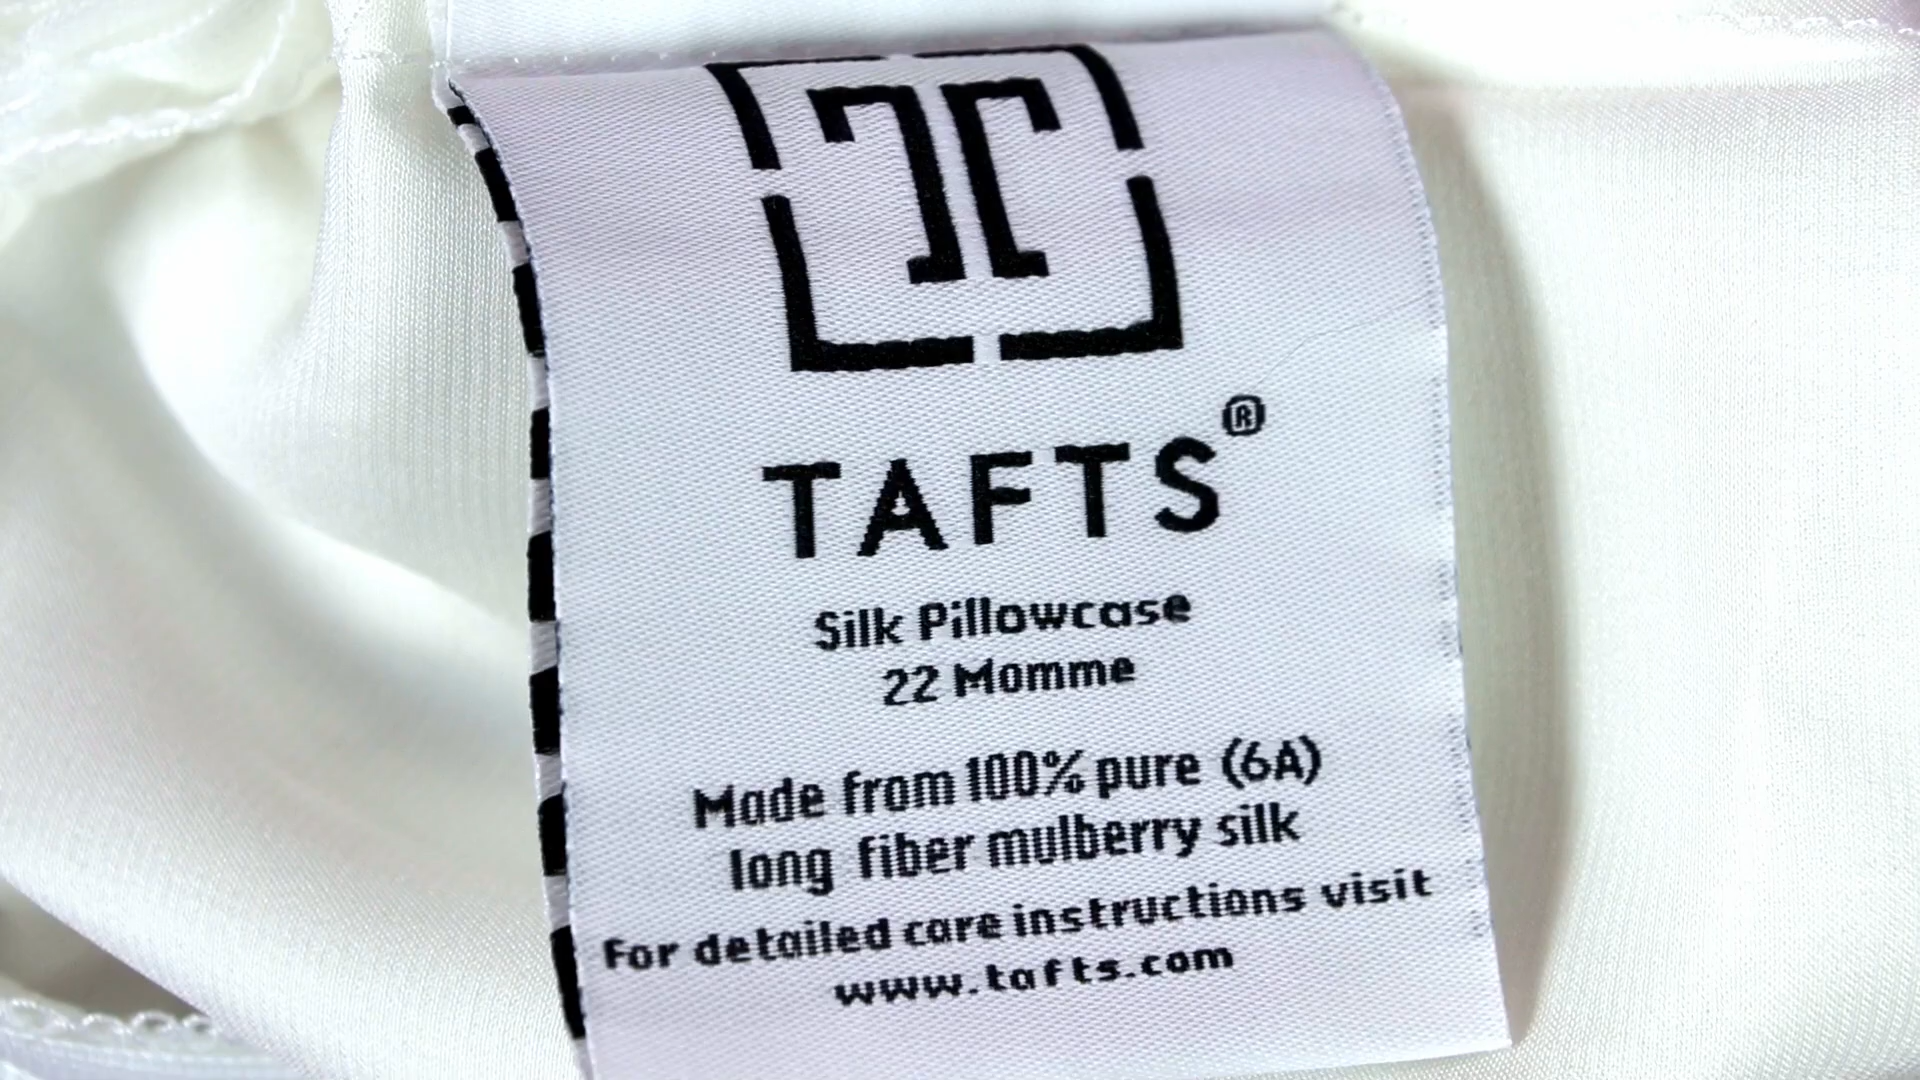 TAFTS®
Silk Pillowcase
22 Momme
Made from 100% pure (6A)
long fiber mulberry silk
For detailed care instructions visit
www.tafts.com